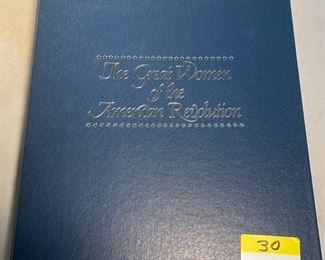 The Great Women
of the
American Revolution
30